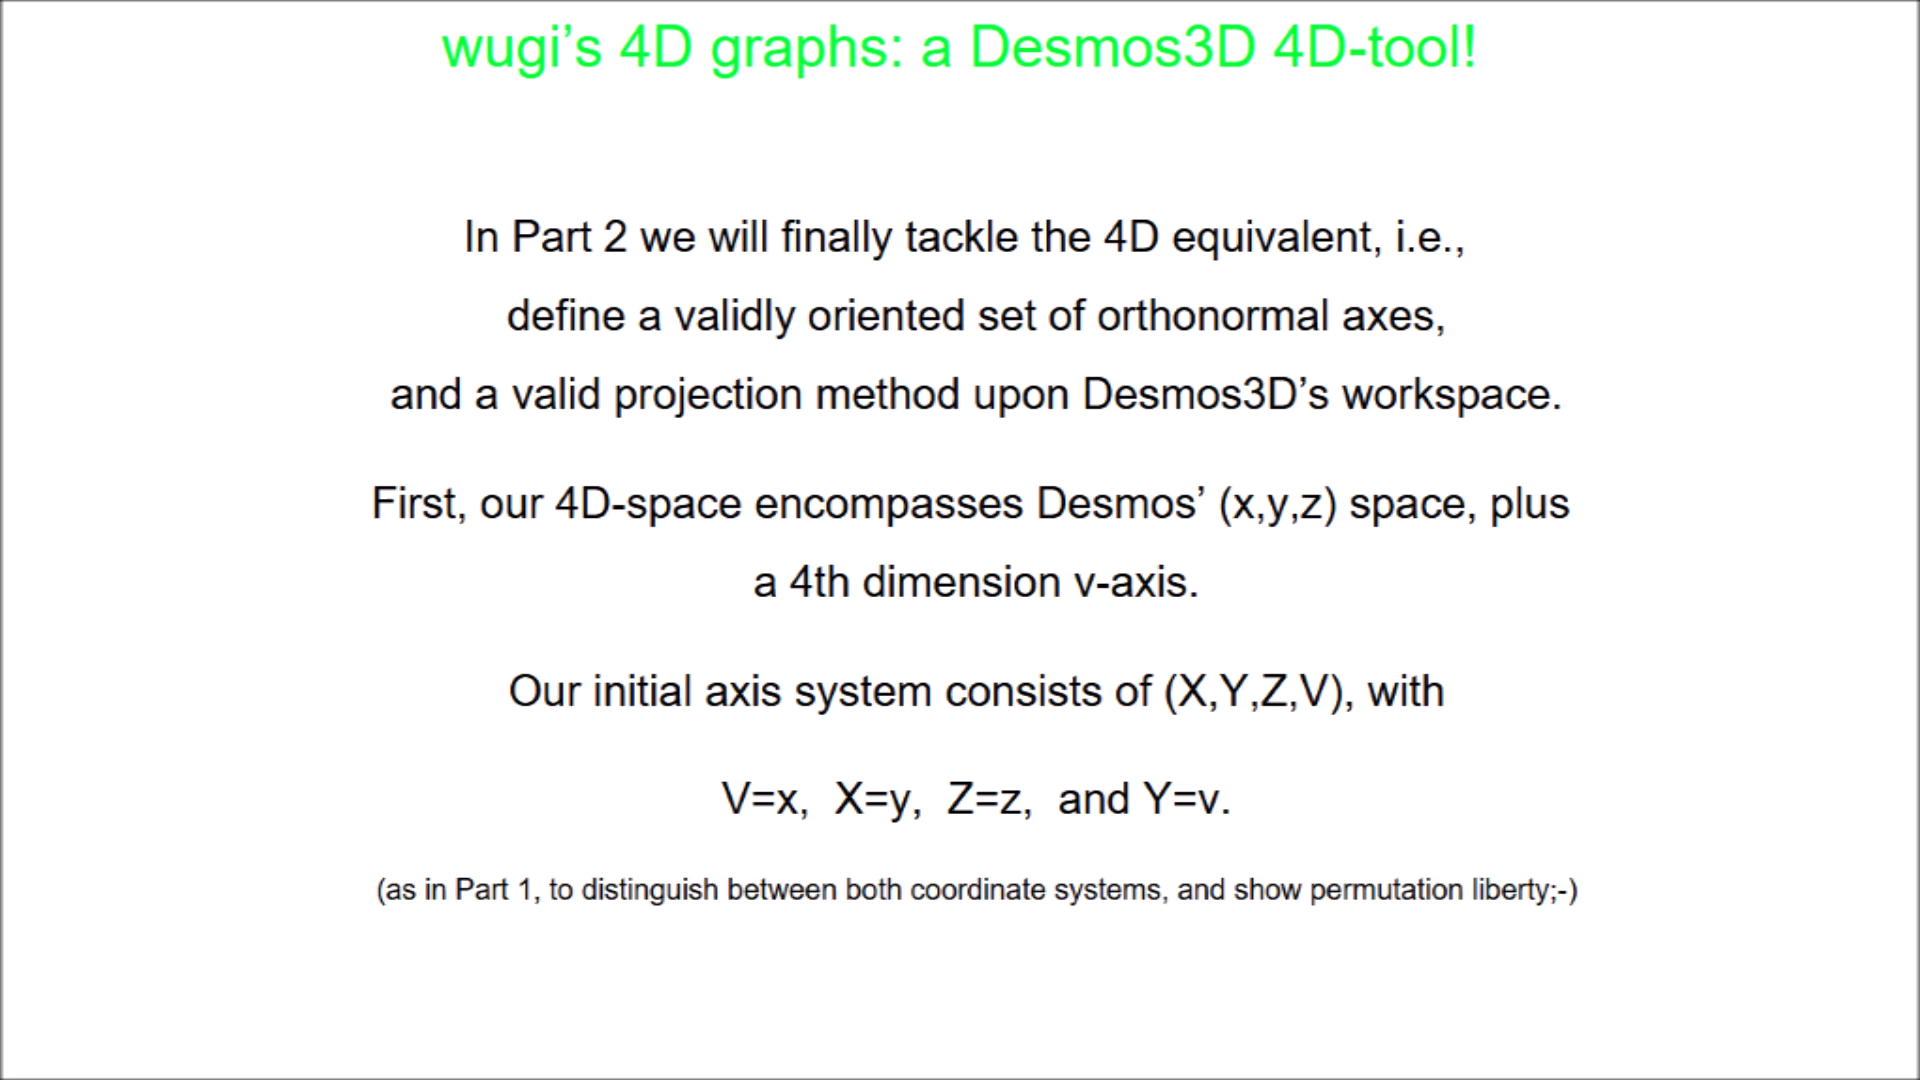 wugi’s 4D graphs: a Desmos3D 4D-tool!
In Part 2 we will finally tackle the 4D equivalent, i.e.,
define a validly oriented set of orthonormal axes,
and a valid projection method upon Desmos3D’s workspace.
First, our 4D-space encompasses Desmos’ (x,y,z) space, plus
a 4th dimension v-axis.
Our initial axis system consists of (X,Y,Z,V), with
V=x, X=y, Z=z, and Y=v.
(as in Part 1, to distinguish between both coordinate systems, and show permutation liberty;-)